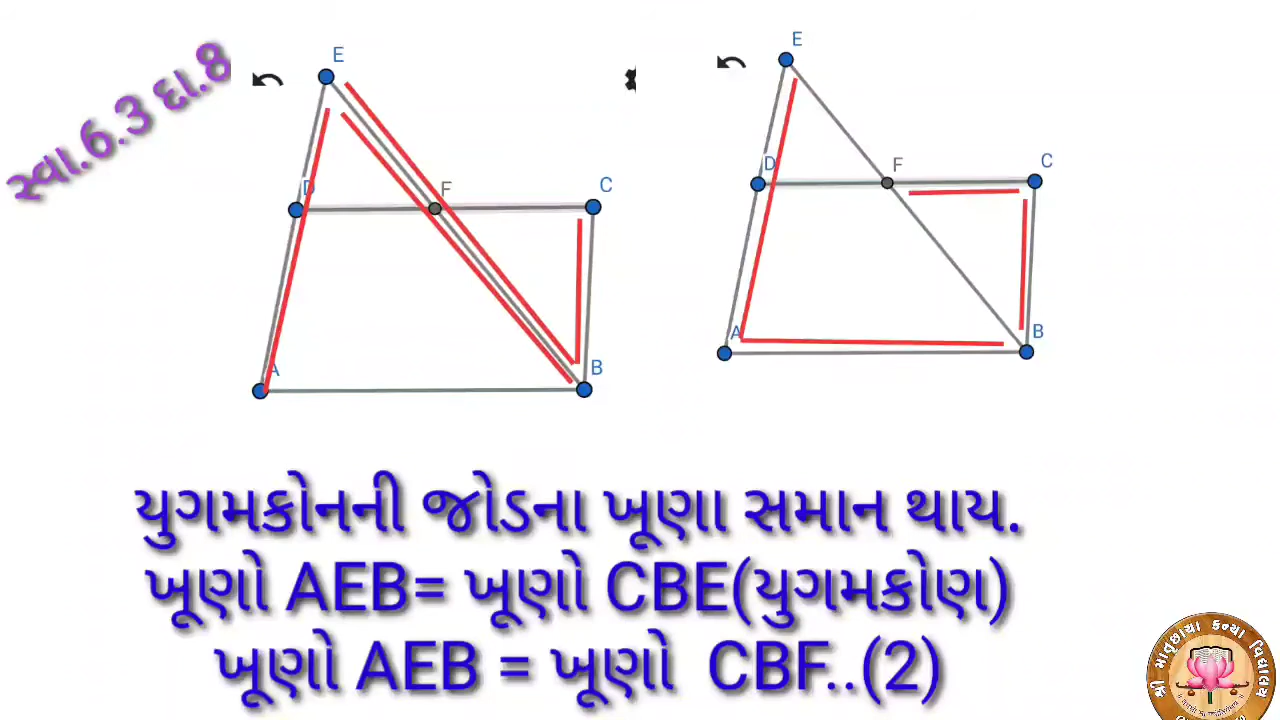 સ્વા.6.3 દા.8
E
D
F
C
A
B
E
D
F
C
A
B
યુગમકોનની જોડના ખૂણા સમાન થાય.
ખૂણો AEB= ખૂણો CBE(યુગમકોણ)
ખૂણો AEB = ખૂણો CBF..(2)